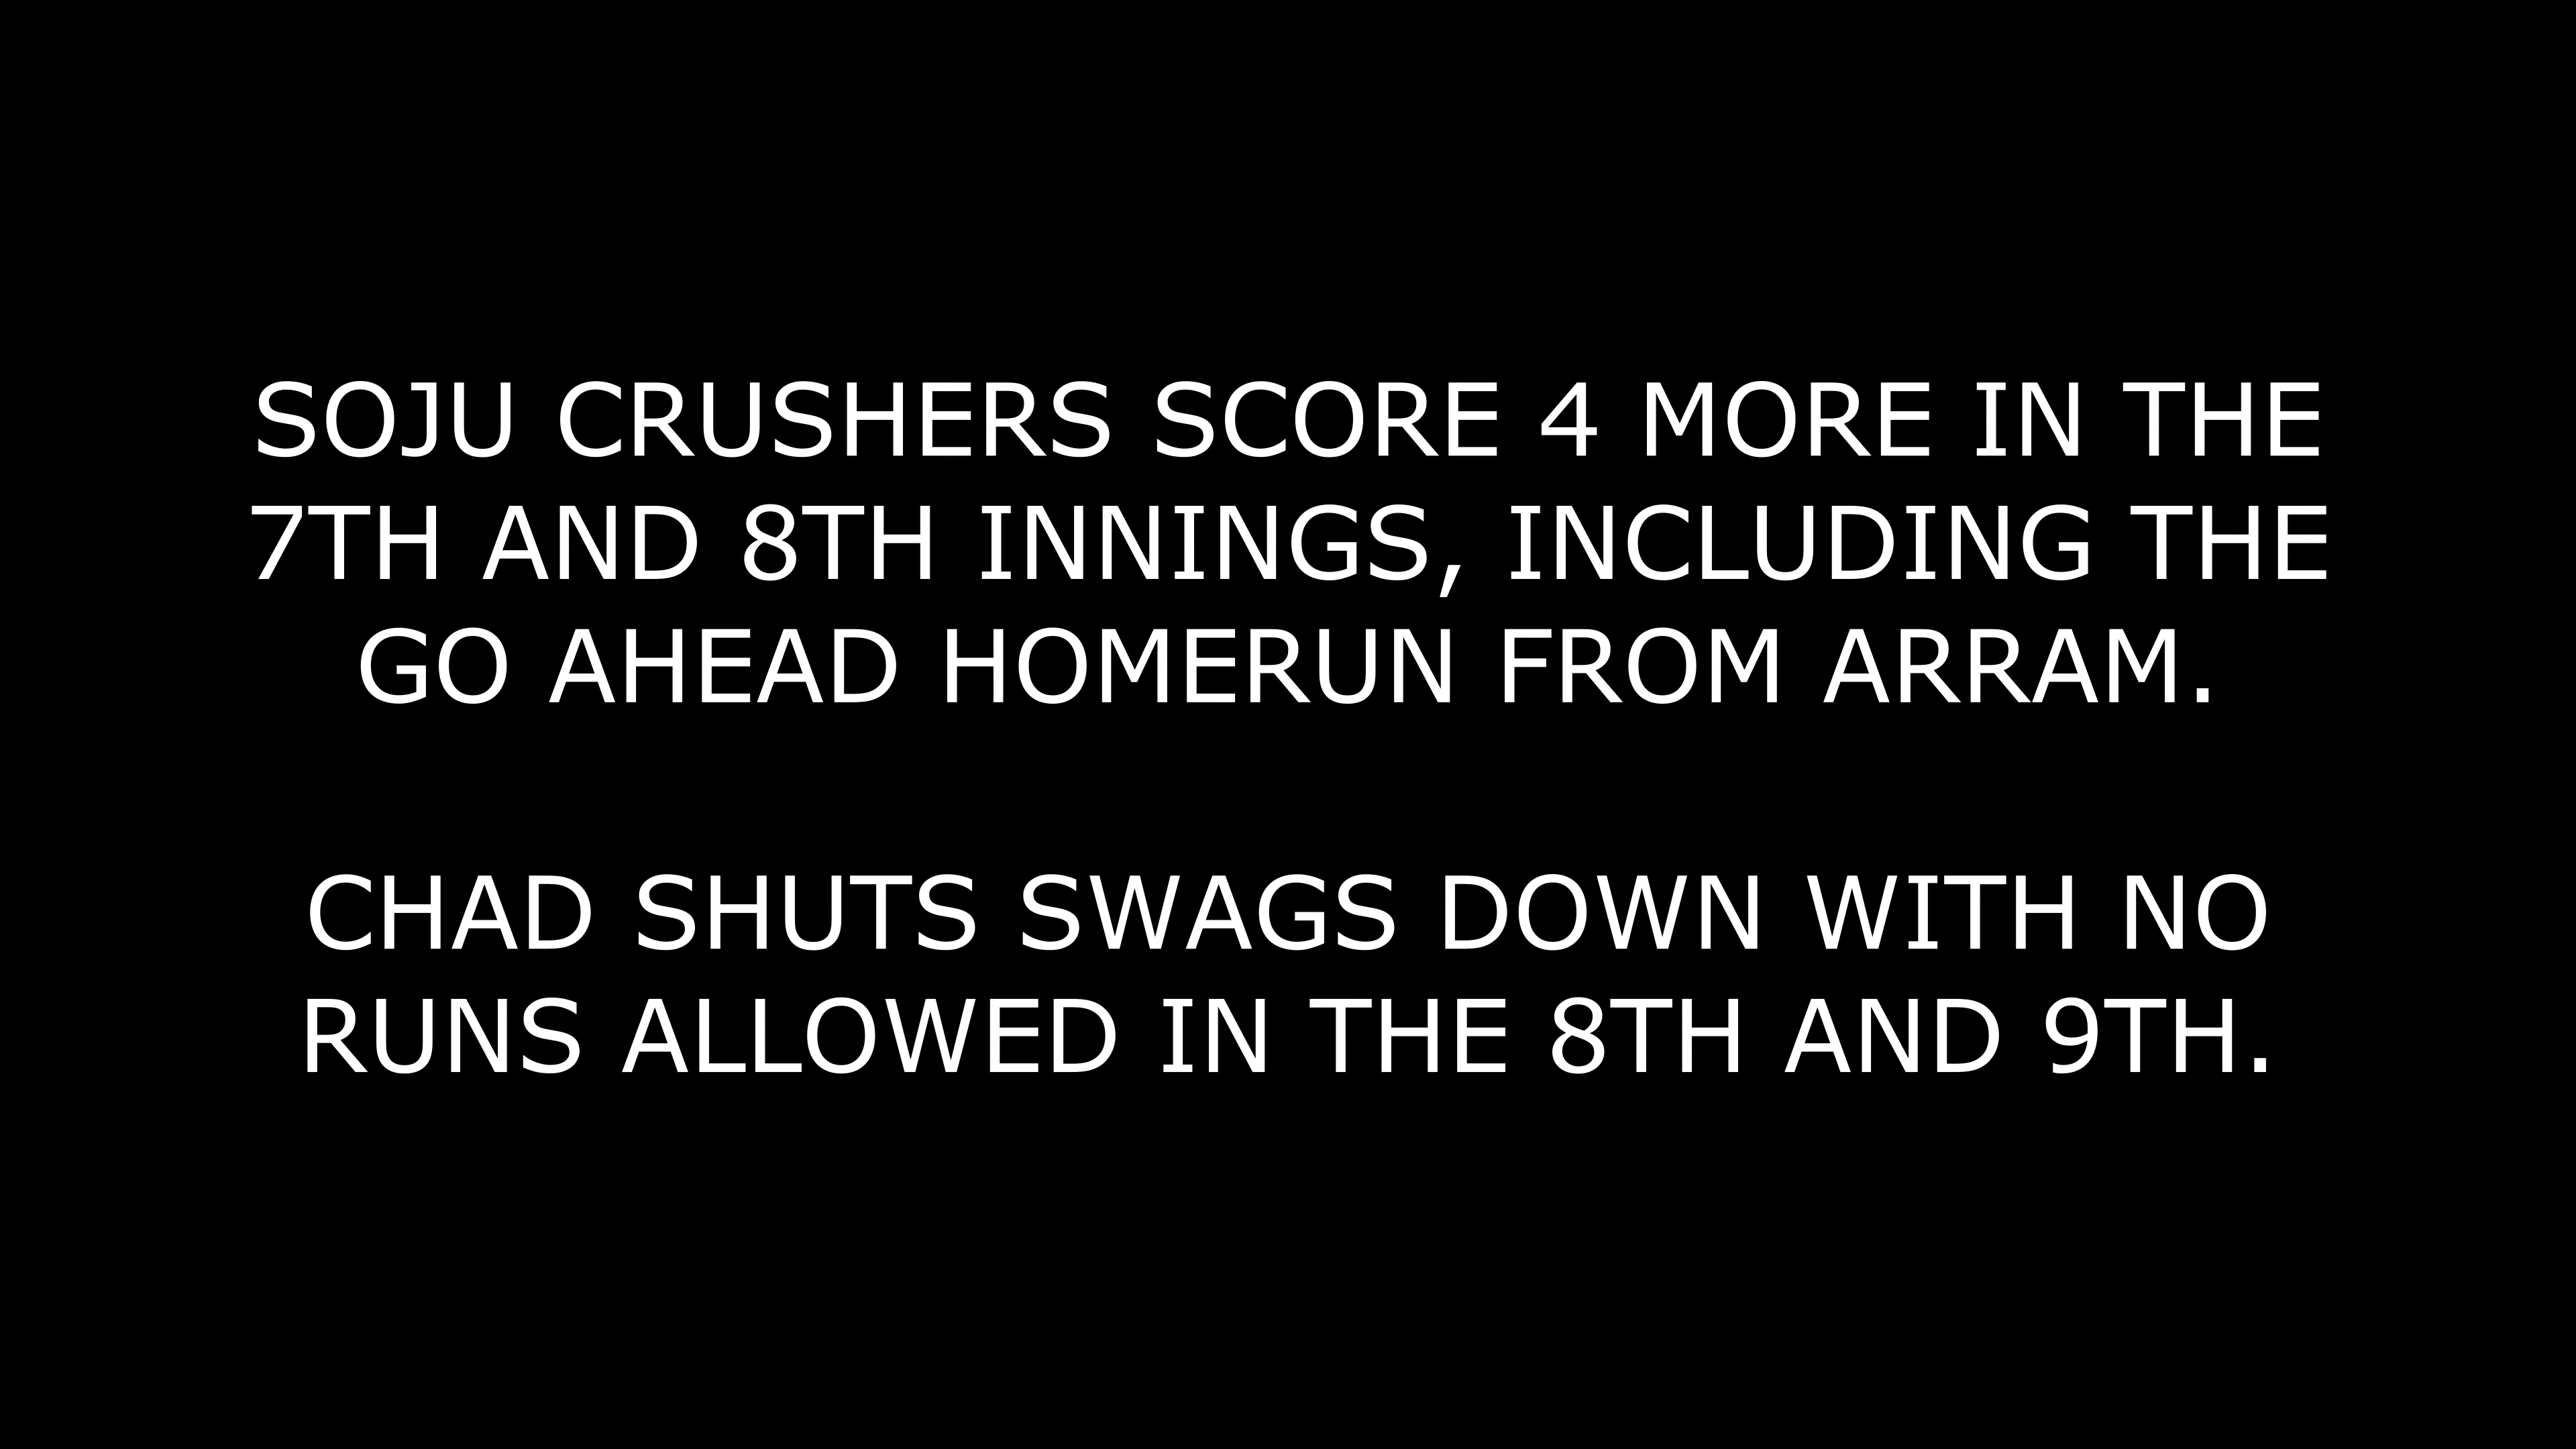 SOJU CRUSHERS SCORE 4 MORE IN THE
7TH AND 8TH INNINGS, INCLUDING THE
GO AHEAD HOMERUN FROM ARRAM.
CHAD SHUTS SWAGS DOWN WITH NO
RUNS ALLOWED IN THE 8TH AND 9TH.